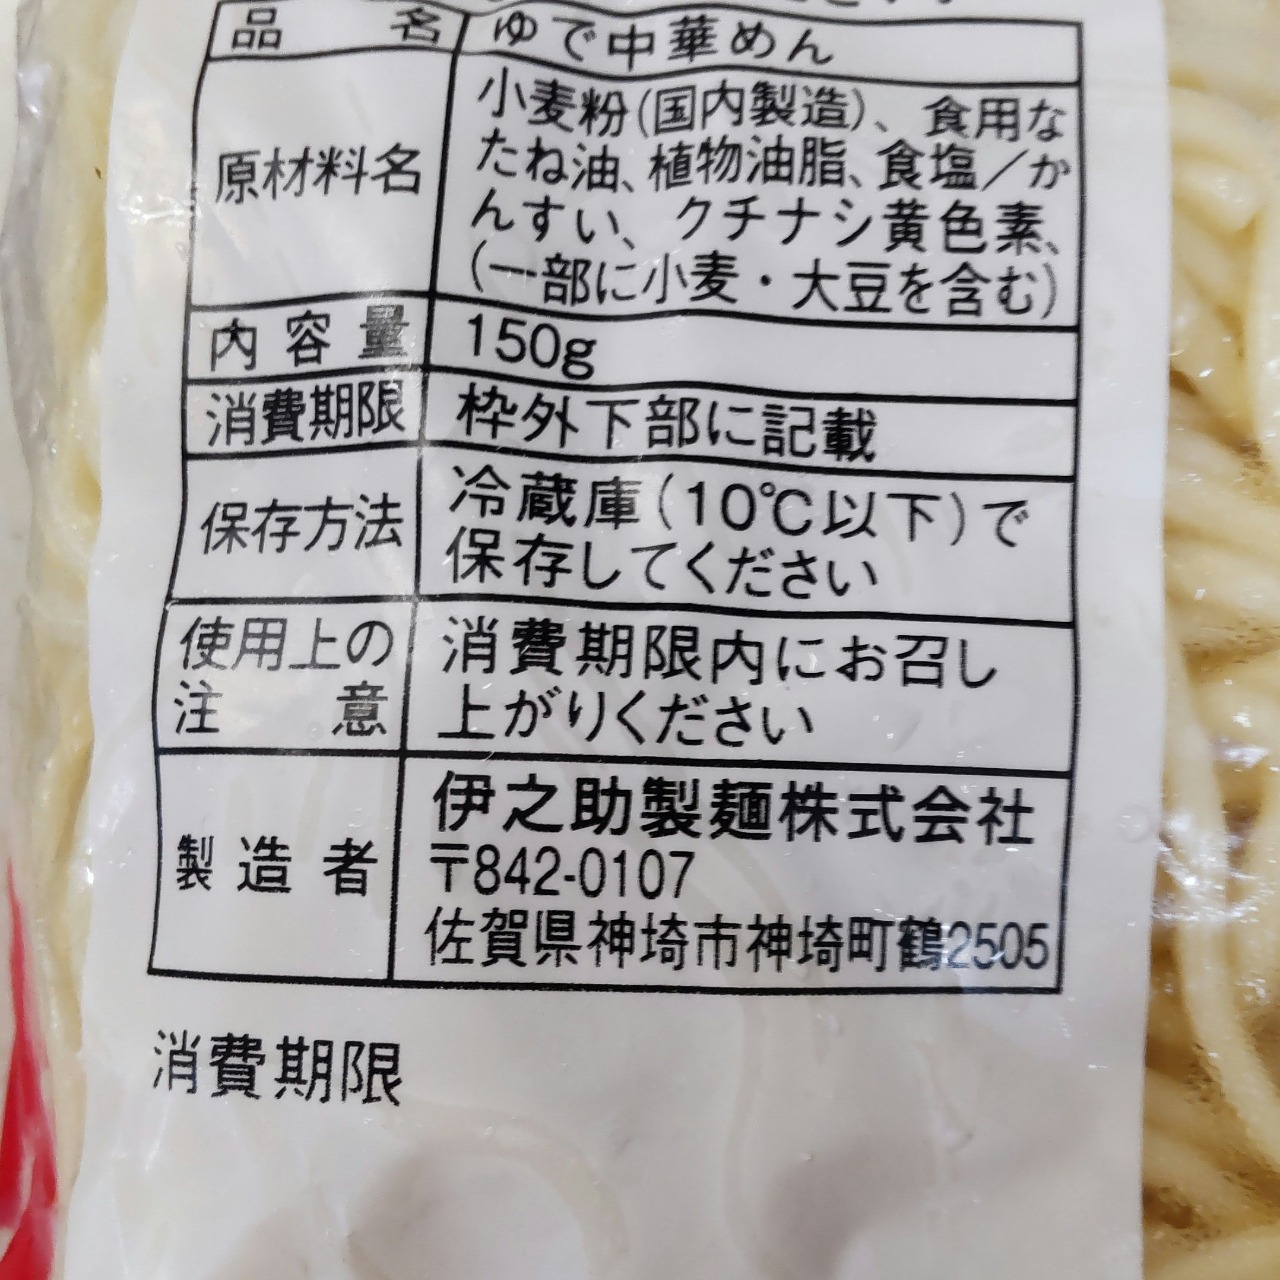 品名 ゆで中華めん
原材料名 小麦粉(国内製造)、食用な
たね油、植物油脂、食塩／か
んすい、クチナシ黄色素、
(一部に小麦・大豆を含む)
内容量 150g
消費期限 枠外下部に記載
保存方法 冷蔵庫(10℃以下)で
保存してください
使用上の
注意
消費期限内にお召し
上がりください
製造者 伊之助製麺株式会社
〒842-0107
佐賀県神埼市神埼町鶴2505
消費期限